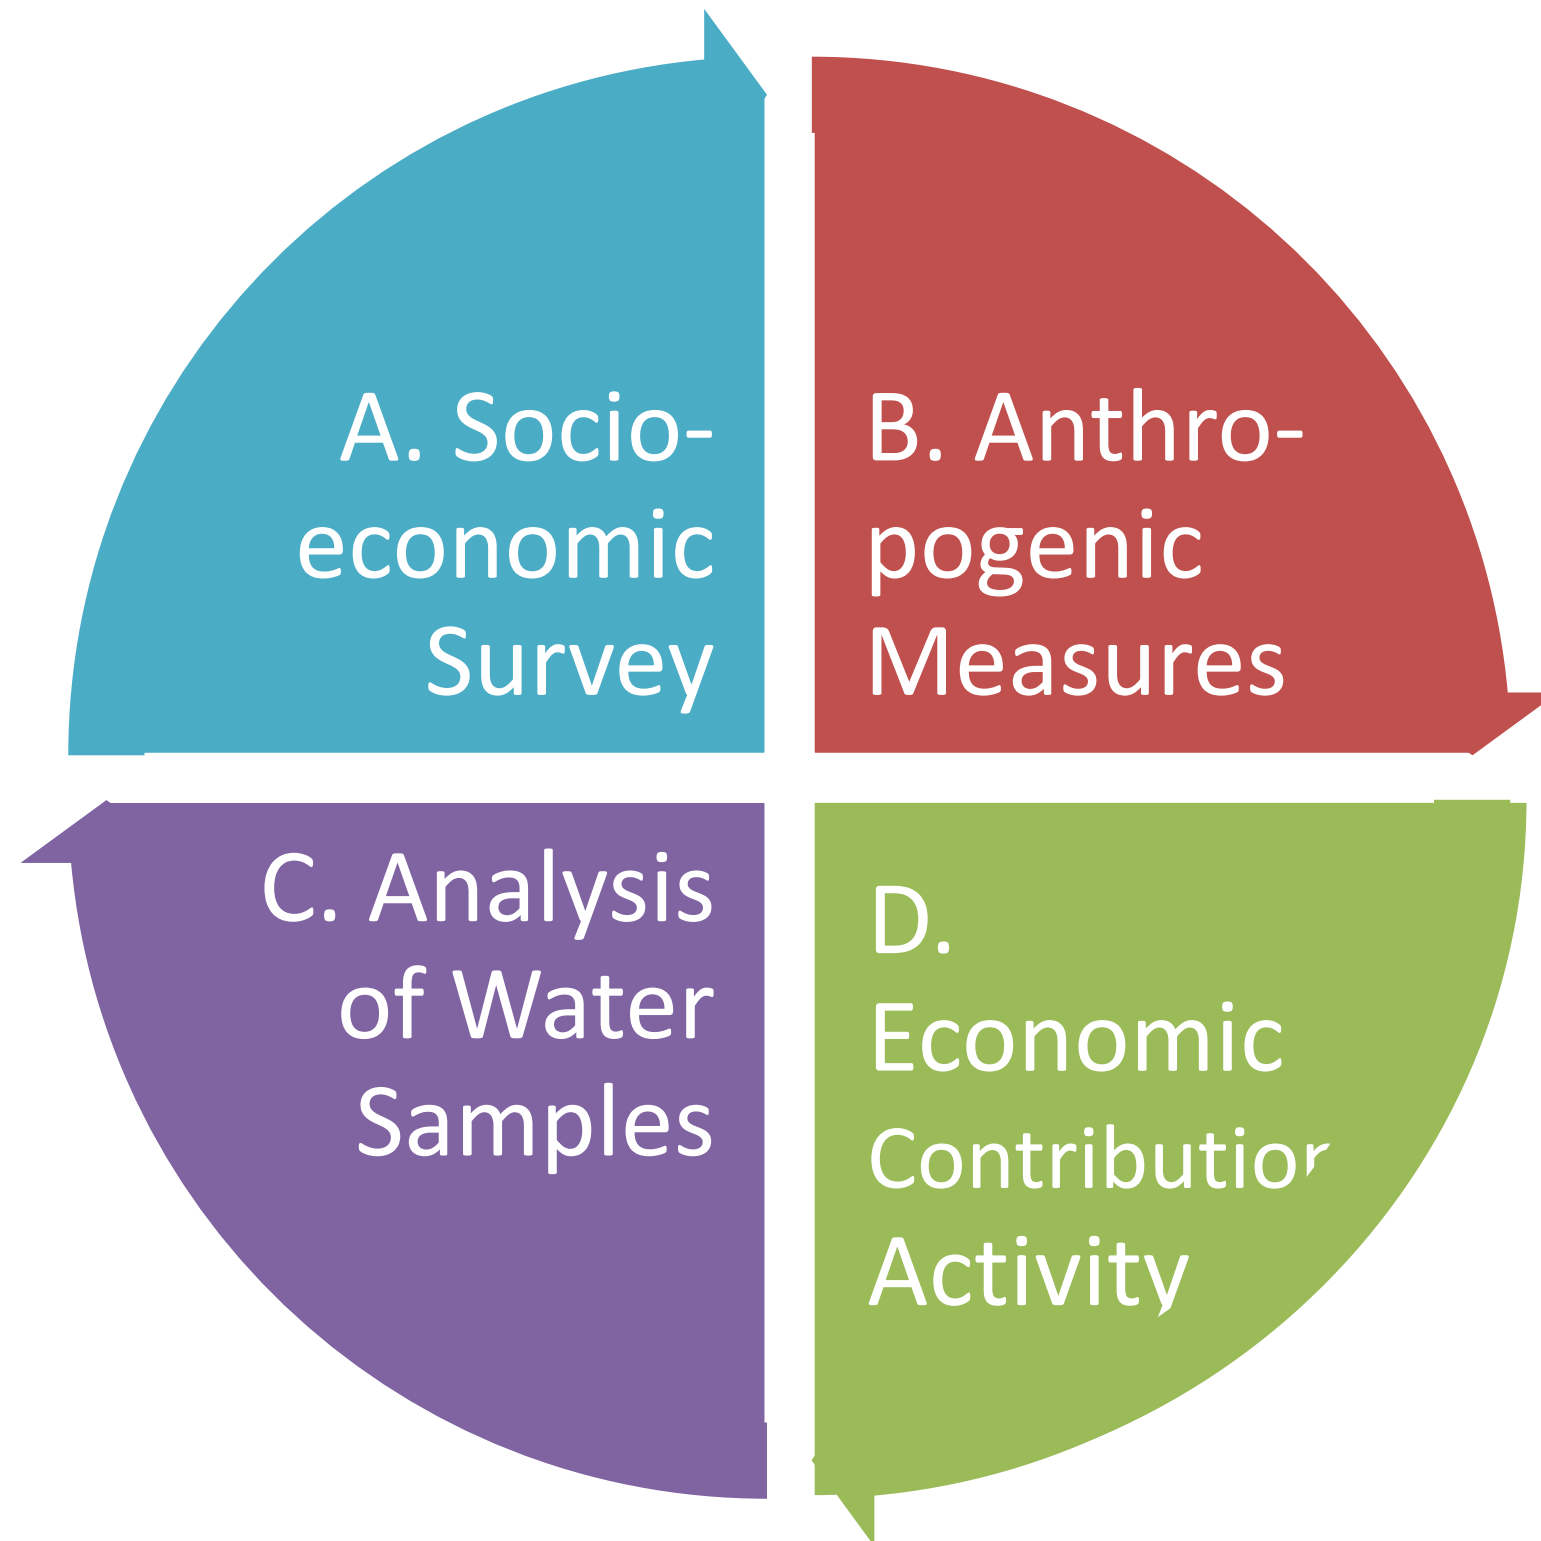 A. Socio-
economic
Survey
B. Anthro-
pogenic
Measures
C. Analysis
of Water
Samples
D.
Economic
Contribution
Activity